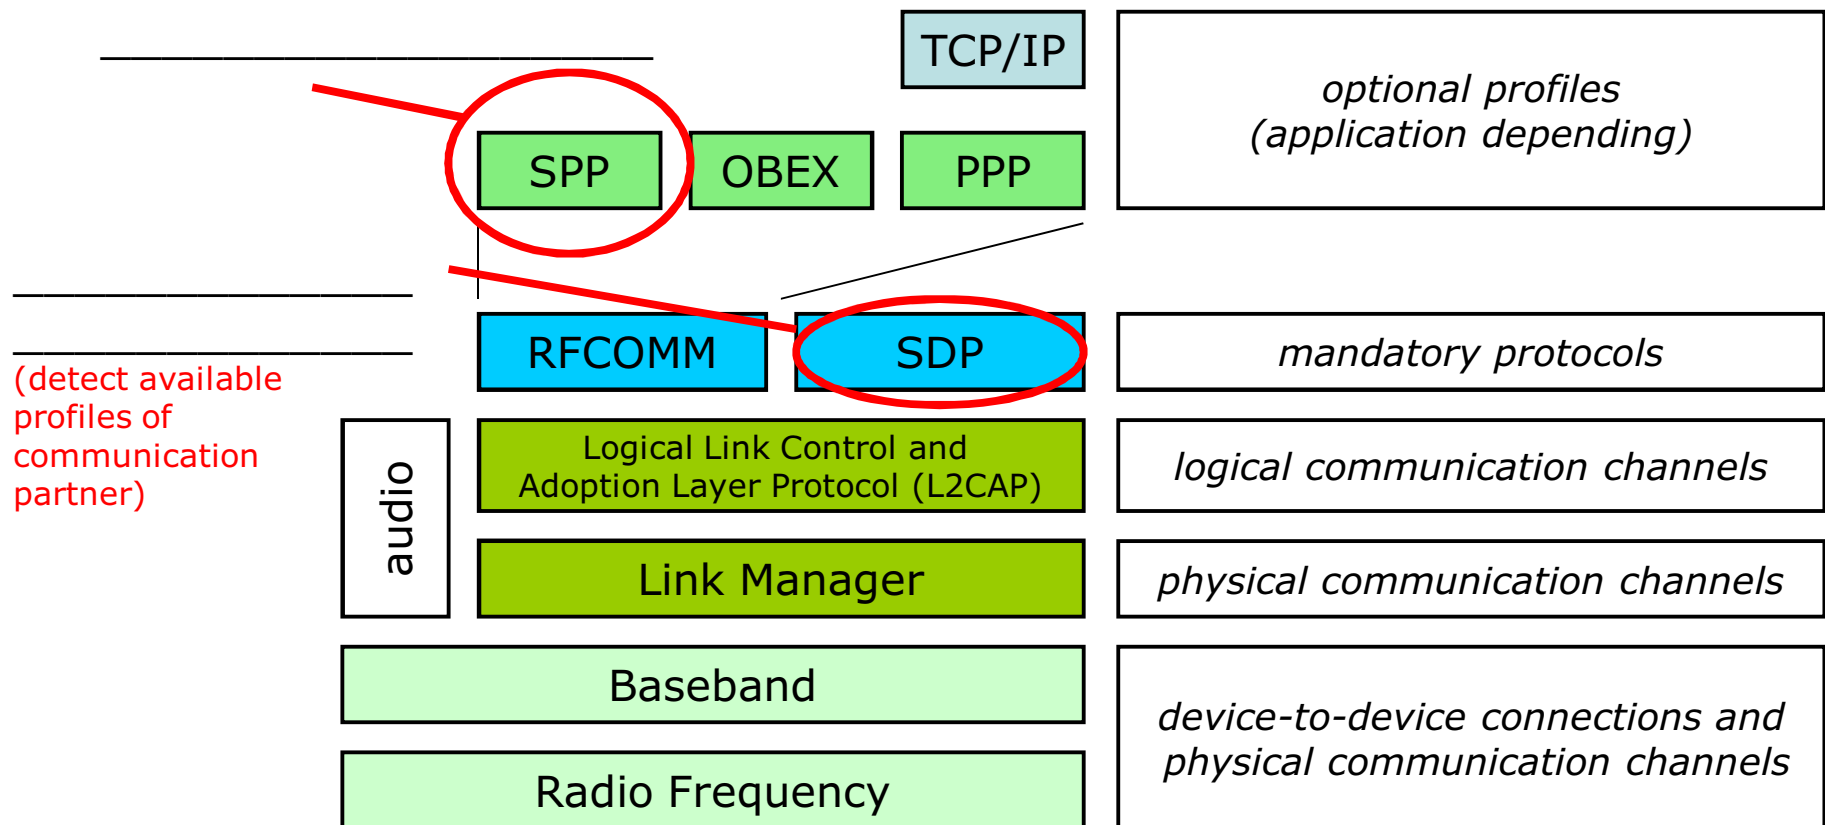 TCP/IP
optional profiles
(application depending)
SPP
OBEX
PPP
RFCOMM
SDP
mandatory protocols
(detect available
profiles of
communication
partner)
audio
Logical Link Control and
Adoption Layer Protocol (L2CAP)
logical communication channels
Link Manager
physical communication channels
Baseband
device-to-device connections and
physical communication channels
Radio Frequency